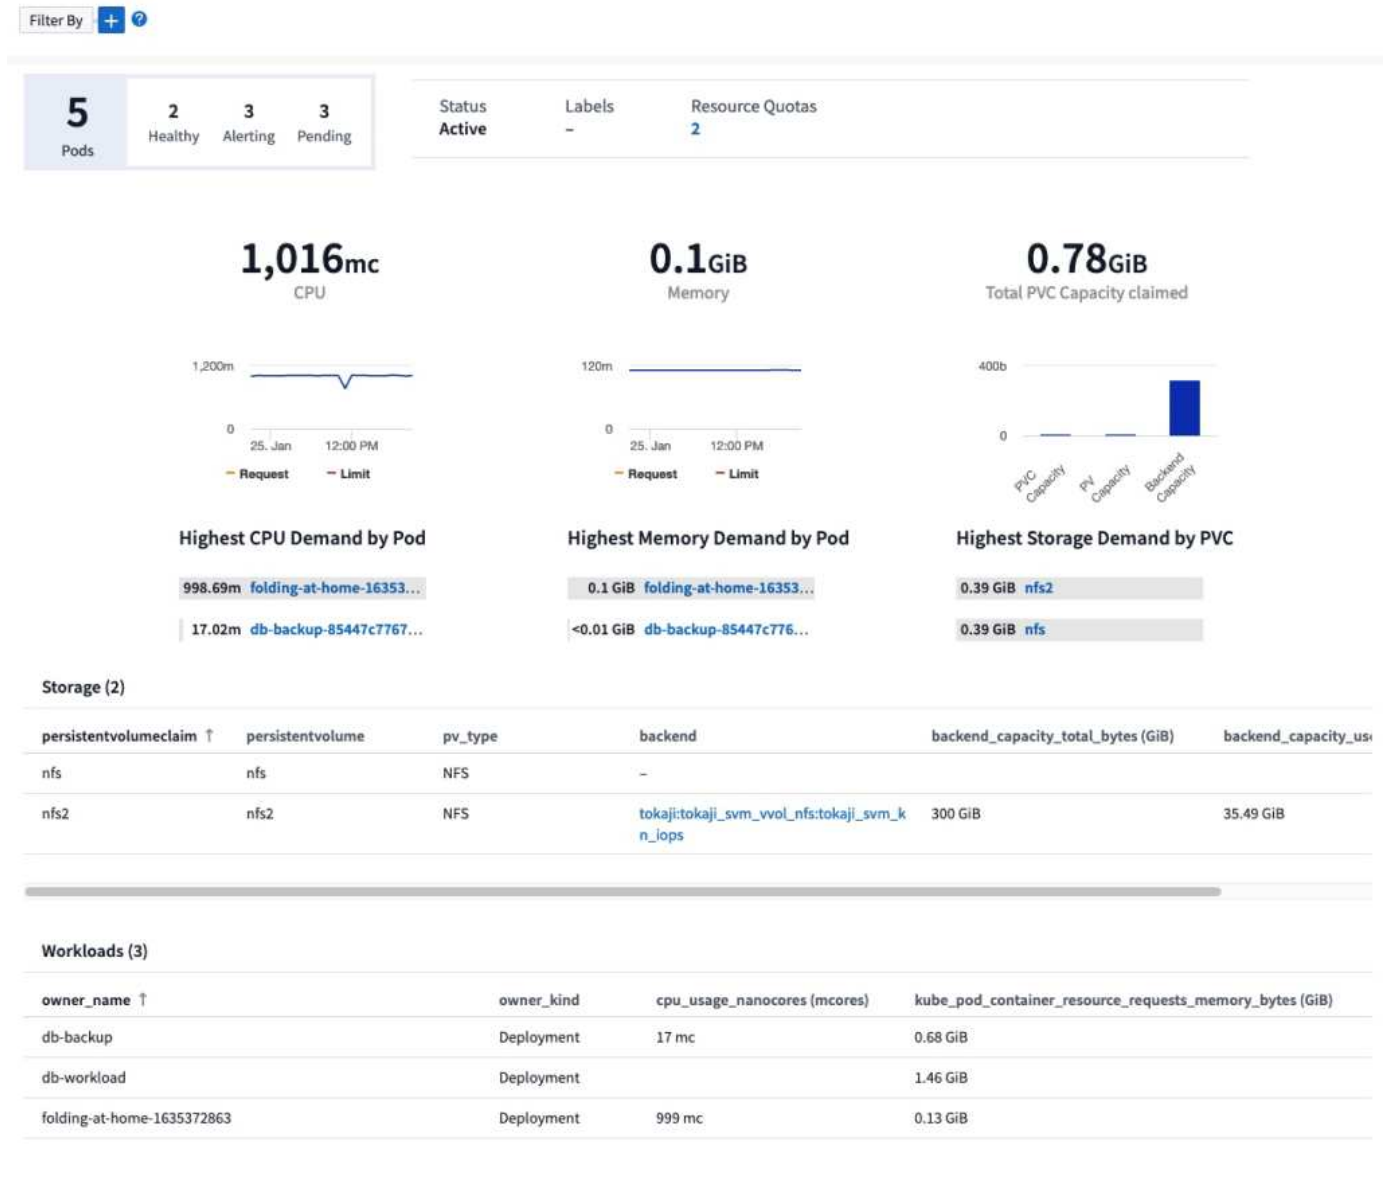 Filter By + ?
5 2 3 3
Pods Healthy Alerting Pending
Status Labels Resource Quotas
Active – 2
1,016mc 0.1GiB 0.78GiB
CPU Memory Total PVC Capacity claimed
1,200m 120m 400b
0 0 0
25. Jan 12:00 PM 25. Jan 12:00 PM PVC Capacity PV Capacity Backend Capacity
Request Limit Request Limit
Highest CPU Demand by Pod Highest Memory Demand by Pod Highest Storage Demand by PVC
998.69m folding-at-home-16353... 0.1 GiB folding-at-home-16353... 0.39 GiB nfs2
17.02m db-backup-85447c7767... <0.01 GiB db-backup-85447c776... 0.39 GiB nfs
Storage (2)
persistentvolumeclaim ↑ persistentvolume pv_type backend backend_capacity_total_bytes (GiB) backend_capacity_us
nfs nfs NFS –
nfs2 nfs2 NFS tokaji:tokaji_svm_vvol_nfs:tokaji_svm_k 300 GiB 35.49 GiB
n_iops
Workloads (3)
owner_name ↑ owner_kind cpu_usage_nanocores (mcores) kube_pod_container_resource_requests_memory_bytes (GiB)
db-backup Deployment 17 mc 0.68 GiB
db-workload Deployment 1.46 GiB
folding-at-home-1635372863 Deployment 999 mc 0.13 GiB